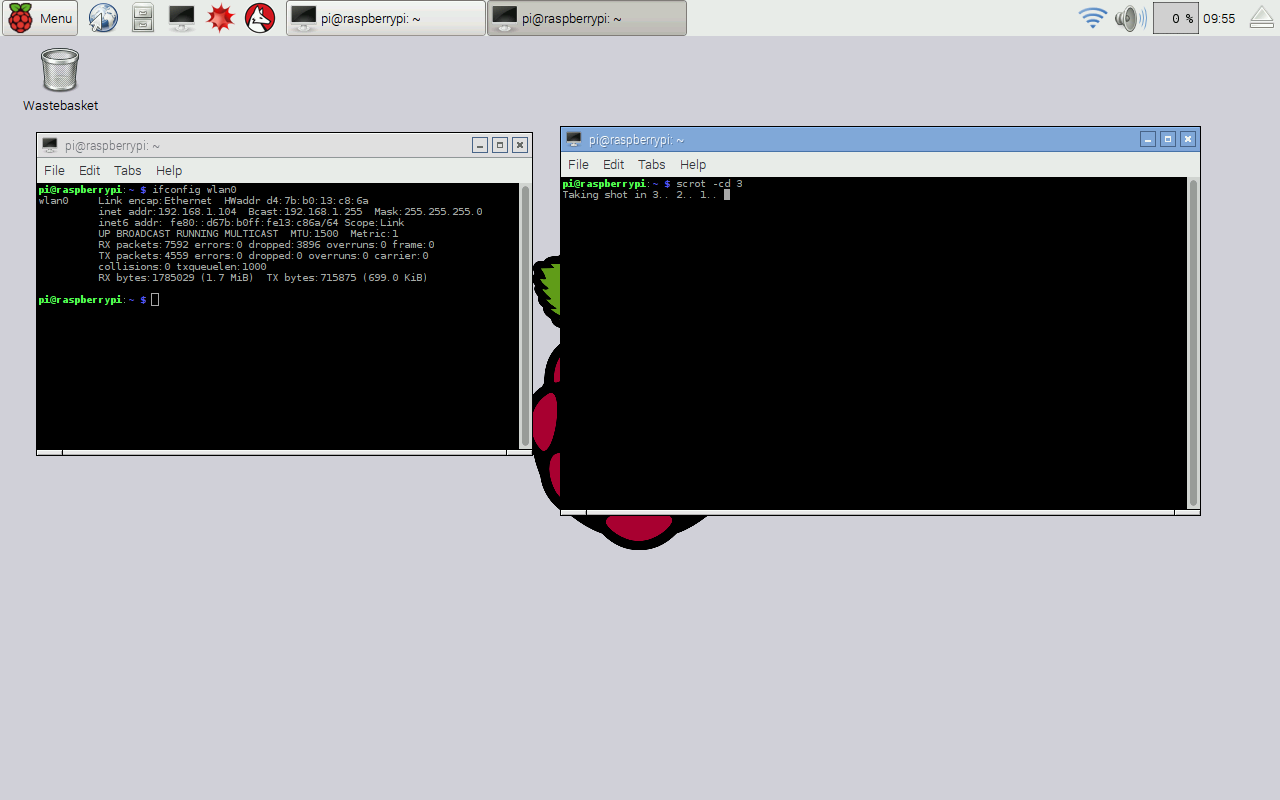 Menu
pi@raspberrypi: ~
pi@raspberrypi: ~
0 %
09:55
Wastebasket
pi@raspberrypi: ~
File Edit Tabs Help
pi@raspberrypi:~ $ ifconfig wlan0
wlan0     Link encap:Ethernet  HWaddr d4:7b:b0:13:c8:6a
          inet addr:192.168.1.104  Bcast:192.168.1.255  Mask:255.255.255.0
          inet6 addr: fe80::d67b:b0ff:fe13:c86a/64 Scope:Link
          UP BROADCAST RUNNING MULTICAST  MTU:1500  Metric:1
          RX packets:7592 errors:0 dropped:3896 overruns:0 frame:0
          TX packets:4559 errors:0 dropped:0 overruns:0 carrier:0
          collisions:0 txqueuelen:1000
          RX bytes:1785029 (1.7 MiB)  TX bytes:715875 (699.0 KiB)
pi@raspberrypi:~ $
pi@raspberrypi: ~
File Edit Tabs Help
pi@raspberrypi:~ $ scrot -cd 3
Taking shot in 3.. 2.. 1..